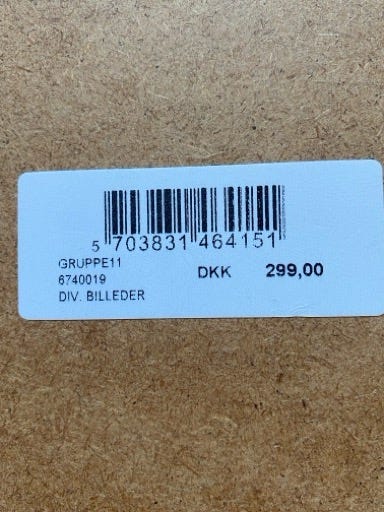 5 703831 464151
GRUPPE11
6740019
DKK 299,00
DIV. BILLEDER